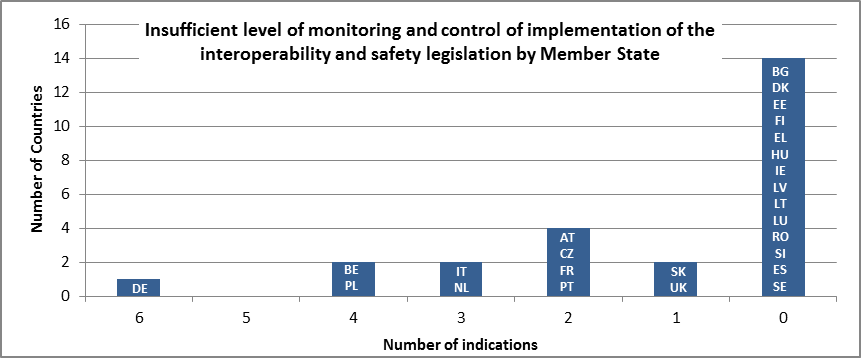 Insufficient level of monitoring and control of implementation of the
interoperability and safety legislation by Member State
Number of Countries
16
14
12
10
8
6
4
2
0
DE
BE
PL
IT
NL
AT
CZ
FR
PT
SK
UK
BG
DK
EE
FI
EL
HU
IE
LV
LT
LU
RO
SI
ES
SE
6 5 4 3 2 1 0
Number of indications